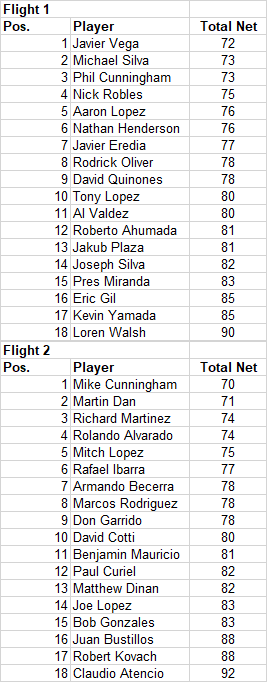 Flight 1
Pos. Player Total Net
1 Javier Vega 72
2 Michael Silva 73
3 Phil Cunningham 73
4 Nick Robles 75
5 Aaron Lopez 76
6 Nathan Henderson 76
7 Javier Eredia 77
8 Rodrick Oliver 78
9 David Quinones 78
10 Tony Lopez 80
11 Al Valdez 80
12 Roberto Ahumada 81
13 Jakub Plaza 81
14 Joseph Silva 82
15 Pres Miranda 83
16 Eric Gil 85
17 Kevin Yamada 85
18 Loren Walsh 90
Flight 2
Pos. Player Total Net
1 Mike Cunningham 70
2 Martin Dan 71
3 Richard Martinez 74
4 Rolando Alvarado 74
5 Mitch Lopez 75
6 Rafael Ibarra 77
7 Armando Becerra 78
8 Marcos Rodriguez 78
9 Don Garrido 78
10 David Cotti 80
11 Benjamin Mauricio 81
12 Paul Curiel 82
13 Matthew Dinan 82
14 Joe Lopez 83
15 Bob Gonzales 83
16 Juan Bustillos 88
17 Robert Kovach 88
18 Claudio Atencio 92